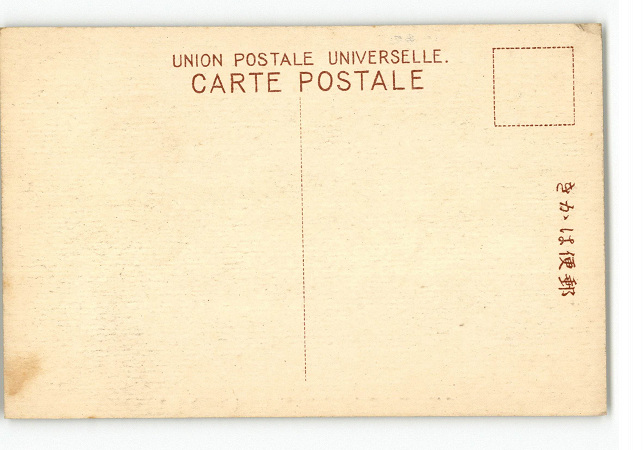 UNION POSTALE UNIVERSELLE.
CARTE POSTALE
きかは便郵